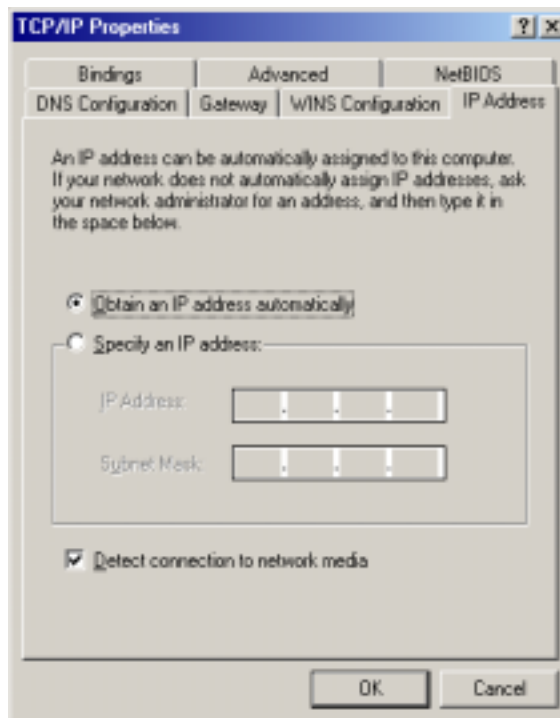 TCP/IP Properties
Bindings Advanced NetBIOS
DNS Configuration Gateway WINS Configuration IP Address
An IP address can be automatically assigned to this computer.
If your network does not automatically assign IP addresses, ask
your network administrator for an address, and then type it in
the space below.
Obtain an IP address automatically
Specify an IP address:
IP Address:
Subnet Mask:
Detect connection to network media
OK Cancel